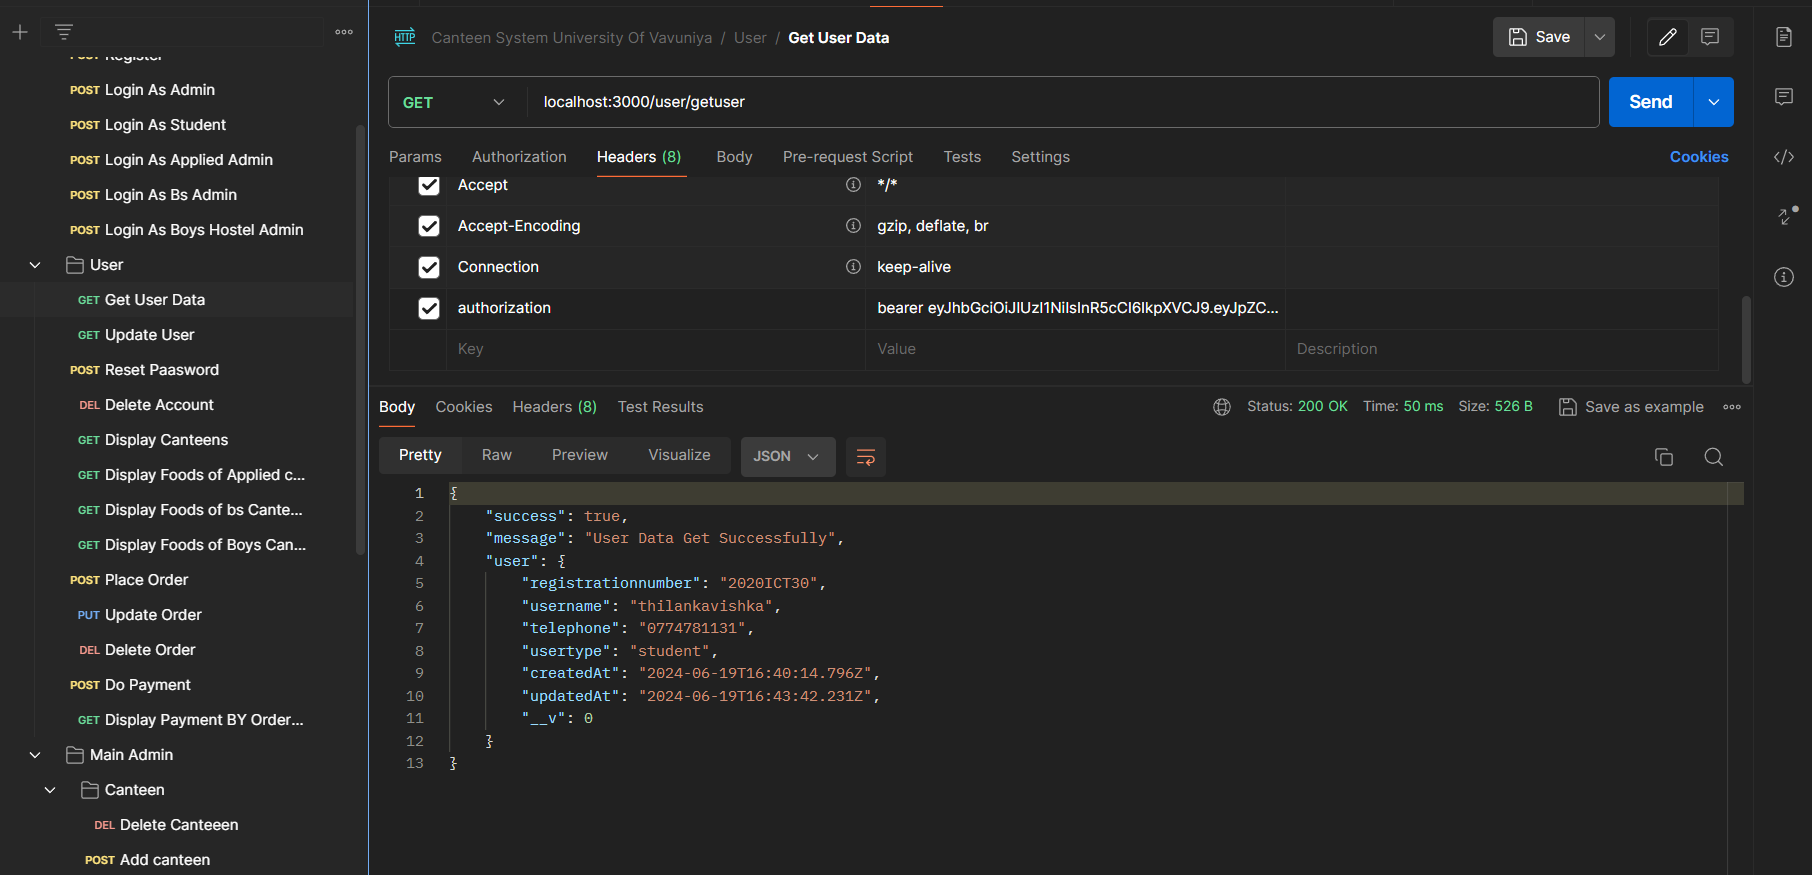 Register
POST Login As Admin
POST Login As Student
POST Login As Applied Admin
POST Login As Bs Admin
POST Login As Boys Hostel Admin
User
GET Get User Data
GET Update User
POST Reset Paasword
DEL Delete Account
GET Display Canteens
GET Display Foods of Applied c...
GET Display Foods of bs Cante...
GET Display Foods of Boys Can...
POST Place Order
PUT Update Order
DEL Delete Order
POST Do Payment
GET Display Payment BY Order...
Main Admin
Canteen
DEL Delete Canteeen
POST Add canteen
HTTP Canteen System University Of Vavuniya / User / Get User Data
Save
GET localhost:3000/user/getuser
Send
Params Authorization Headers (8) Body Pre-request Script Tests Settings Cookies
Accept */*
Accept-Encoding gzip, deflate, br
Connection keep-alive
authorization bearer eyJhbGciOiJIUzI1NiIsInR5cCI6IkpXVCJ9.eyJpZC...
Key Value Description
Body Cookies Headers (8) Test Results Status: 200 OK Time: 50 ms Size: 526 B Save as example
Pretty Raw Preview Visualize JSON
1 {
2 "success": true,
3 "message": "User Data Get Successfully",
4 "user": {
5 "registrationnumber": "2020ICT30",
6 "username": "thilankavishka",
7 "telephone": "0774781131",
8 "usertype": "student",
9 "createdAt": "2024-06-19T16:40:14.796Z",
10 "updatedAt": "2024-06-19T16:43:42.231Z",
11 "__v": 0
12 }
13 }